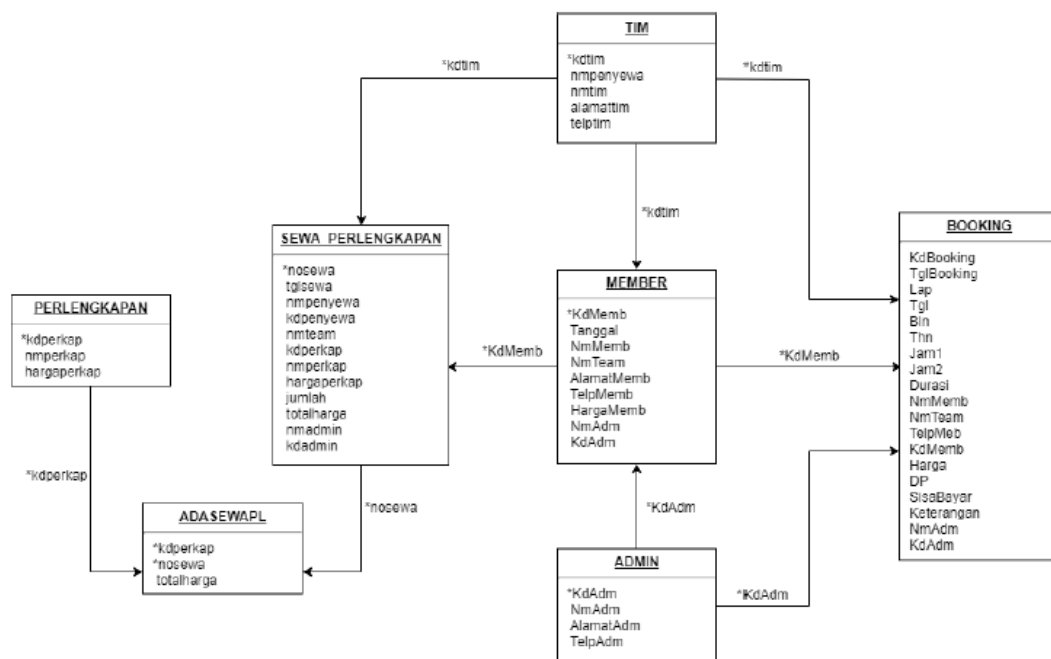 TIM
*kdtim
nmpenyewa
nmtim
alamattim
telptim
*kdtim
*kdtim
*kdtim
SEWA PERLENGKAPAN
*nosewa
tglsewa
nmpenyewa
kdpenyewa
nmteam
kdperkap
nmperkap
hargaperkap
jumlah
totalharga
nmadmin
kdadmin
PERLENGKAPAN
*kdperkap
nmperkap
hargaperkap
MEMBER
*KdMemb
Tanggal
NmMemb
NmTeam
AlamatMemb
TelpMemb
HargaMemb
NmAdm
KdAdm
*KdMemb
*KdMemb
BOOKING
KdBooking
TglBooking
Lap
Tgl
Bln
Thn
Jam1
Jam2
Durasi
NmMemb
NmTeam
TelpMeb
KdMemb
Harga
DP
SisaBayar
Keterangan
NmAdm
KdAdm
*kdperkap
*nosewa
*KdAdm
ADASEWAPL
*kdperkap
*nosewa
totalharga
ADMIN
*KdAdm
NmAdm
AlamatAdm
TelpAdm
*KdAdm